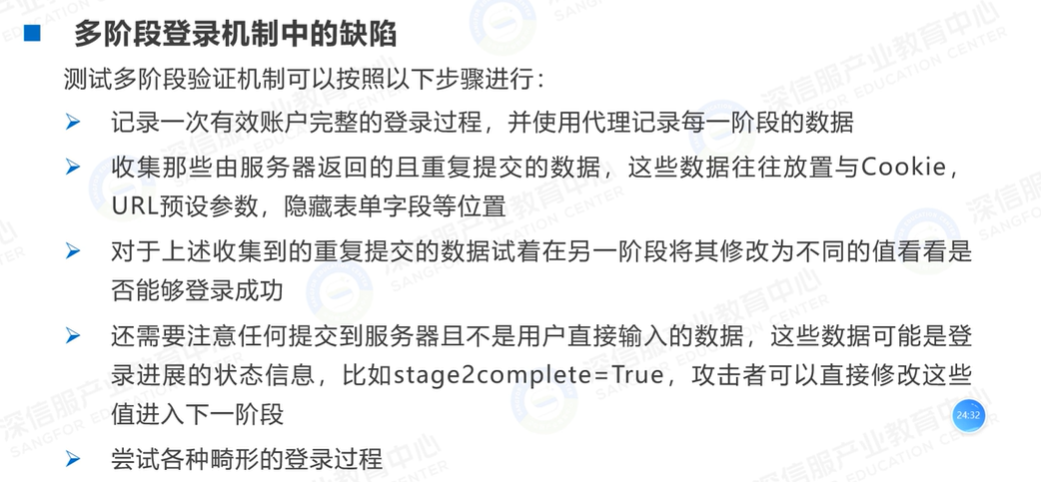 多阶段登录机制中的缺陷
测试多阶段验证机制可以按照以下步骤进行：
记录一次有效账户完整的登录过程，并使用代理记录每一阶段的数据
收集那些由服务器返回的且重复提交的数据，这些数据往往放置与Cookie，
URL预设参数，隐藏表单字段等位置
对于上述收集到的重复提交的数据试着在另一阶段将其修改为不同的值看看是
否能够登录成功
还需要注意任何提交到服务器且不是用户直接输入的数据，这些数据可能是登
录进展的状态信息，比如stage2complete=True，攻击者可以直接修改这些
值进入下一阶段
24:32
尝试各种畸形的登录过程
深信服产业教育中心
SANGFOR EDUCATION CENTER